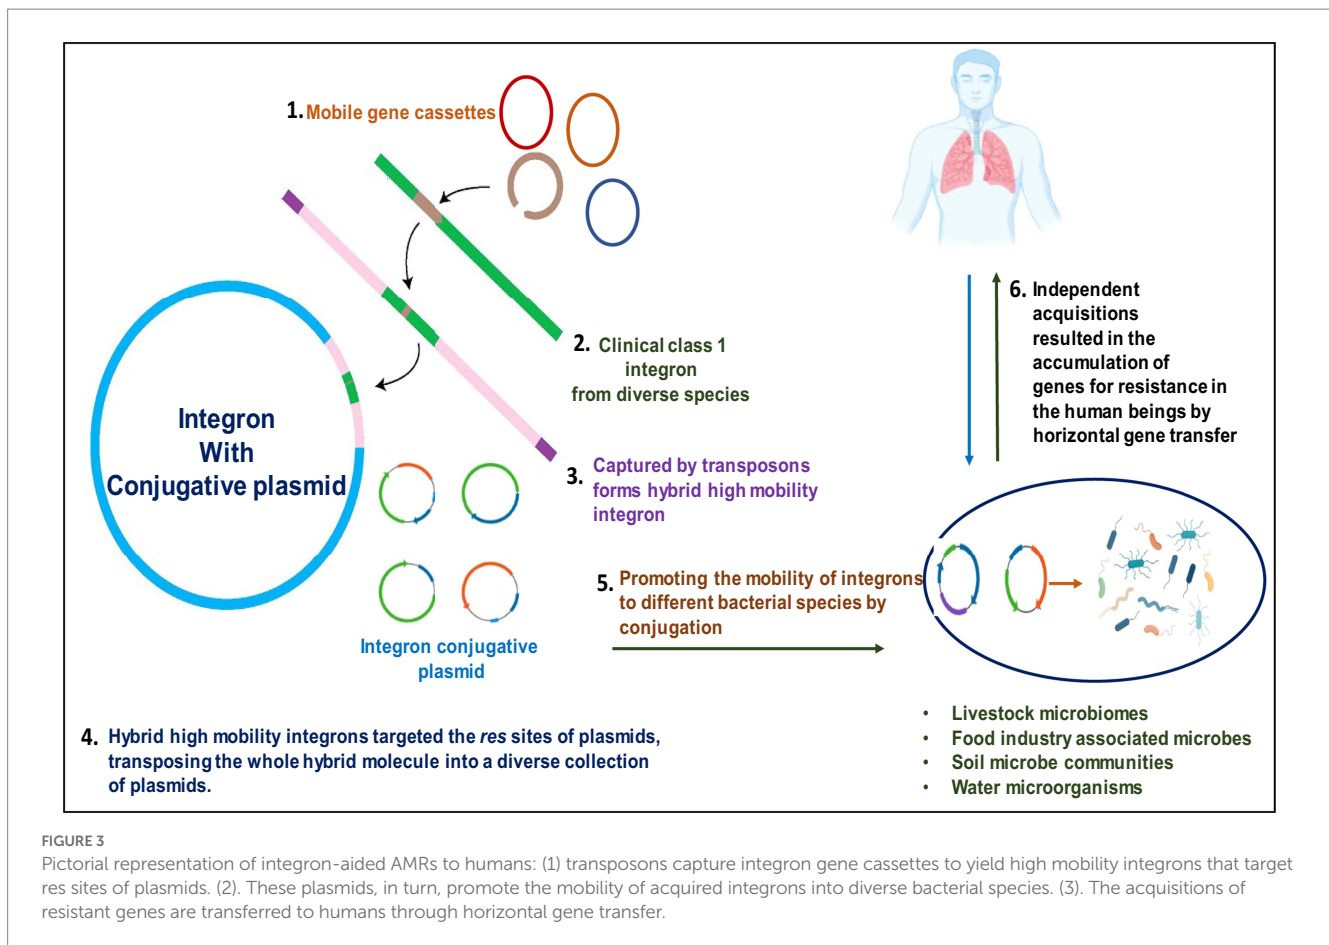 1. Mobile gene cassettes
2. Clinical class 1
integron
from diverse species
3. Captured by transposons
forms hybrid high mobility
integron
Integron
With
Conjugative plasmid
Integron conjugative
plasmid
4. Hybrid high mobility integrons targeted the res sites of plasmids,
transposing the whole hybrid molecule into a diverse collection
of plasmids.
5. Promoting the mobility of integrons
to different bacterial species by
conjugation
6. Independent
acquisitions
resulted in the
accumulation of
genes for resistance in
the human beings by
horizontal gene transfer
• Livestock microbiomes
• Food industry associated microbes
• Soil microbe communities
• Water microorganisms
FIGURE 3
Pictorial representation of integron-aided AMRs to humans: (1) transposons capture integron gene cassettes to yield high mobility integrons that target
res sites of plasmids. (2). These plasmids, in turn, promote the mobility of acquired integrons into diverse bacterial species. (3). The acquisitions of
resistant genes are transferred to humans through horizontal gene transfer.